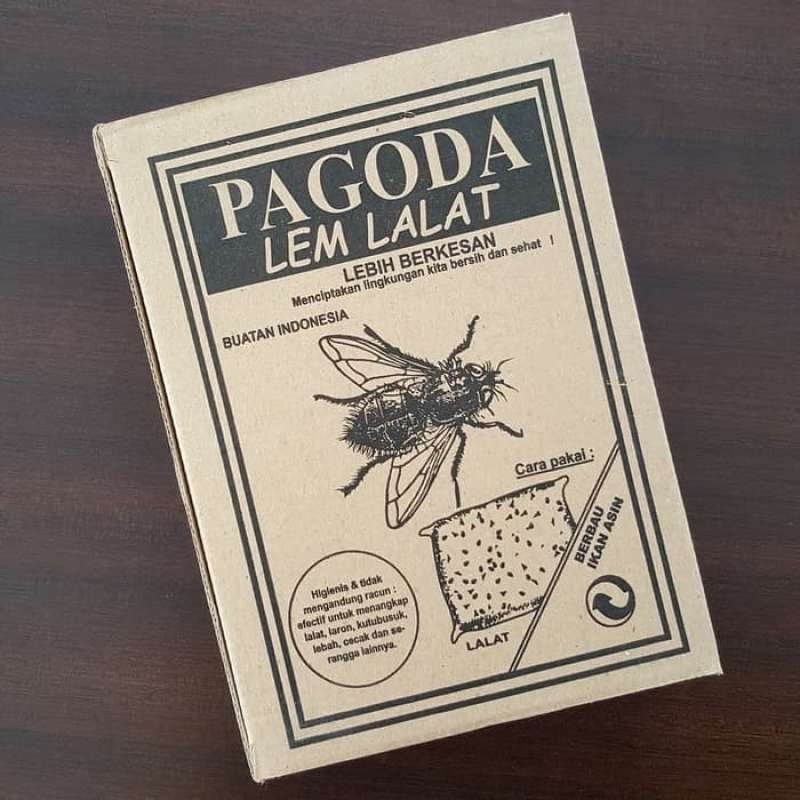 PAGODA
LEM LALAT
LEBIH BERKESAN
Menciptakan lingkungan kita bersih dan sehat !
BUATAN INDONESIA
Cara pakai :
BERBAU
IKAN ASIN
LALAT
Higienis & tidak
mengandung racun :
efectif untuk menangkap
lalat, laron, kutubusuk,
lebah, cecak dan se-
rangga lainnya.